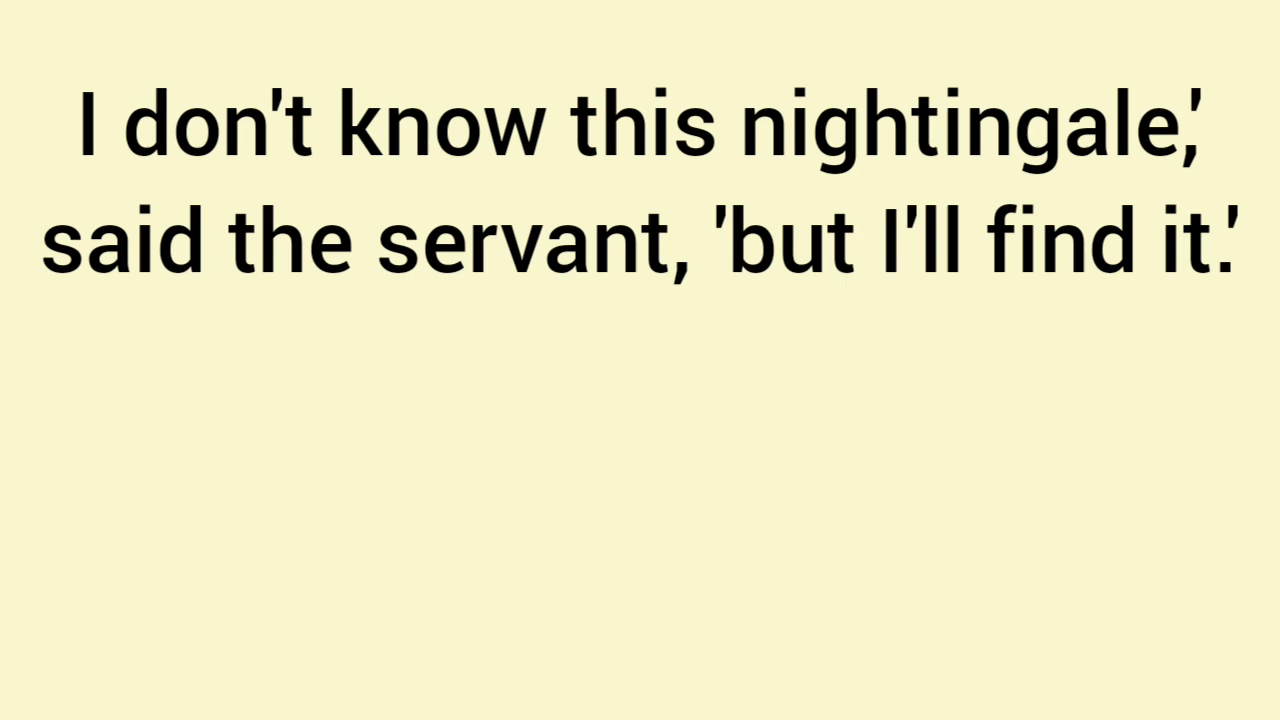 I don't know this nightingale,'
said the servant, 'but I'll find it.'